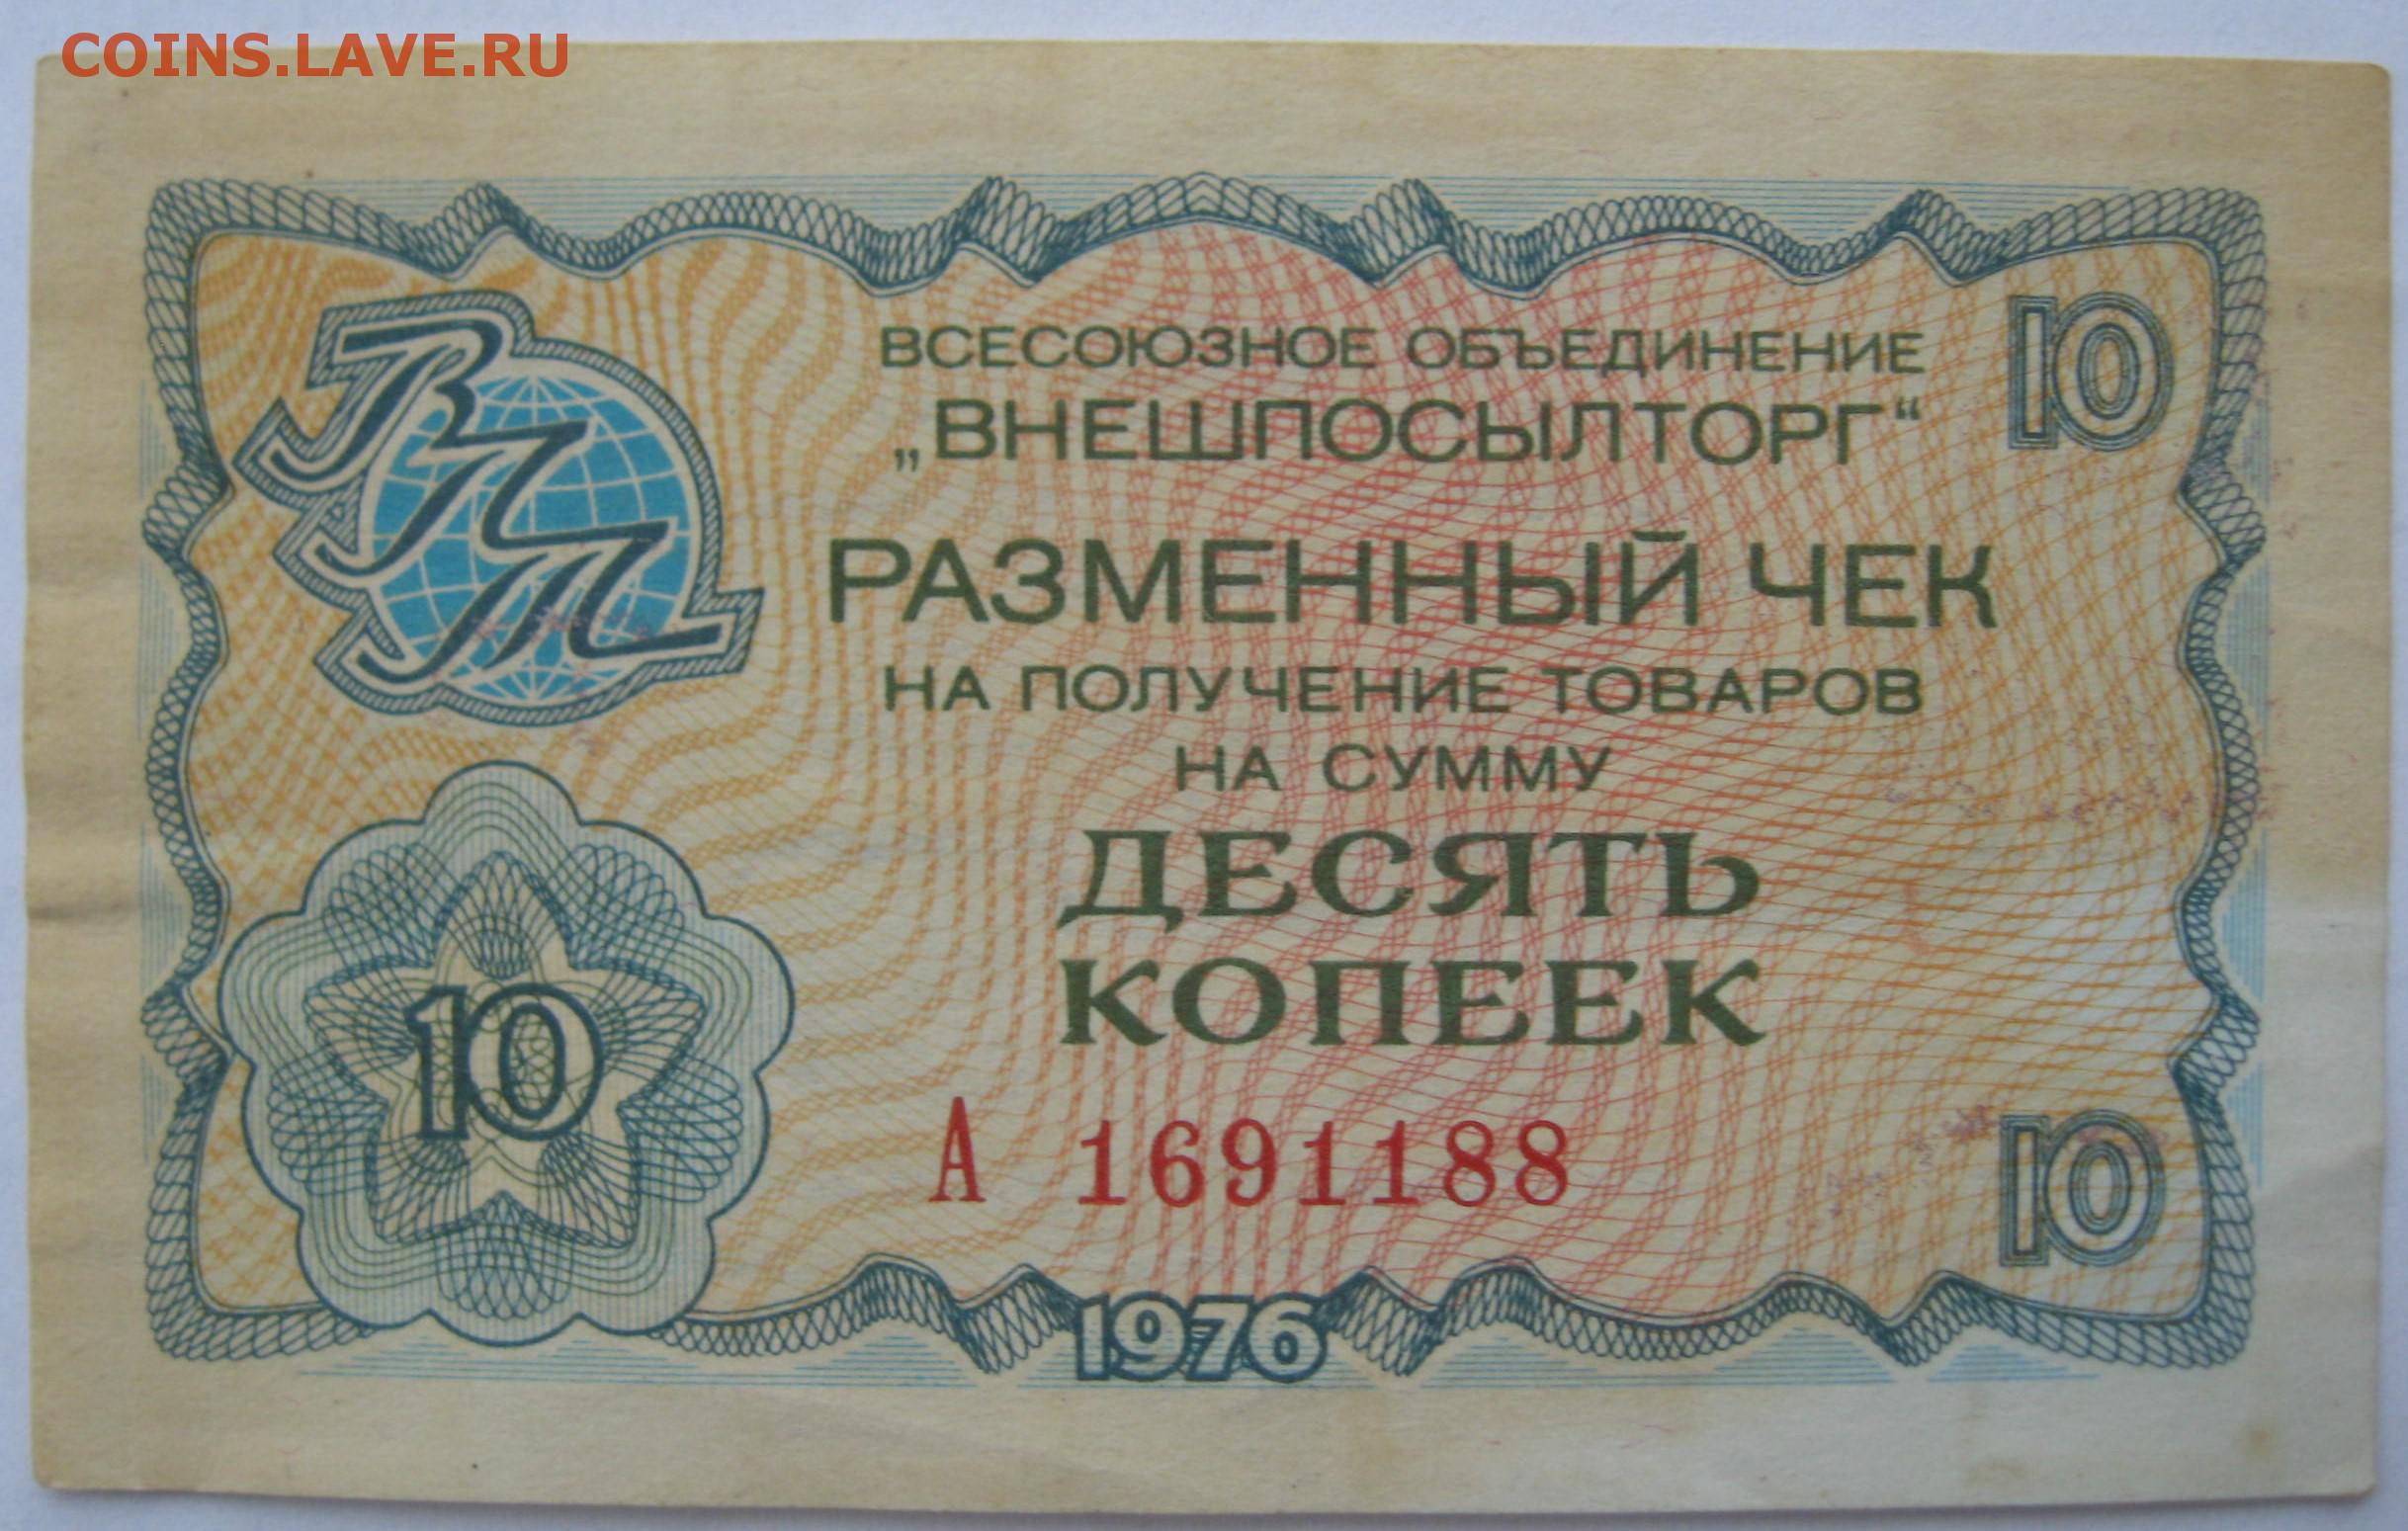 COINS.LAVE.RU
ВСЕСОЮЗНОЕ ОБЪЕДИНЕНИЕ
„ВНЕШПОСЫЛТОРГ“
10
ВПТ
РАЗМЕННЫЙ ЧЕК
НА ПОЛУЧЕНИЕ ТОВАРОВ
НА СУММУ
ДЕСЯТЬ
КОПЕЕК
10
А 1691188
10
1976